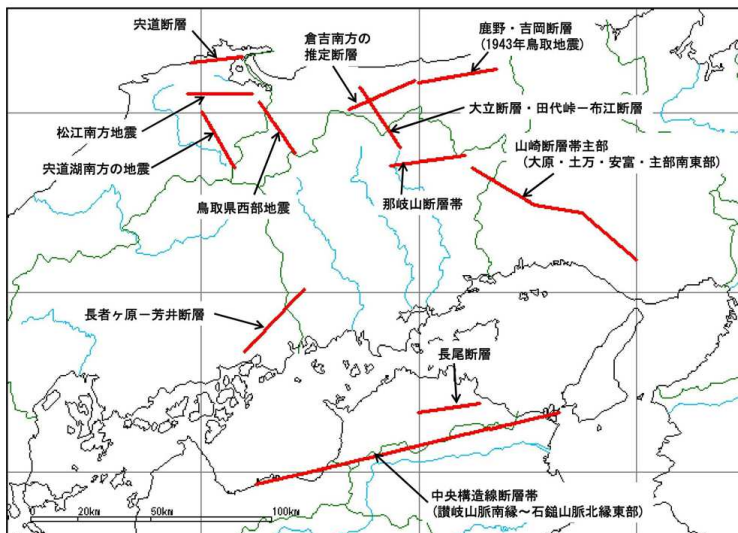 宍道断層
倉吉南方の
推定断層
鹿野・吉岡断層
(1943年鳥取地震)
大立断層・田代峠－布江断層
松江南方地震
宍道湖南方の地震
鳥取県西部地震
那岐山断層帯
山崎断層帯主部
(大原・土万・安富・主部南東部)
長者ヶ原－芳井断層
長尾断層
中央構造線断層帯
(讃岐山脈南縁～石鎚山脈北縁東部)
20km
50km
100km